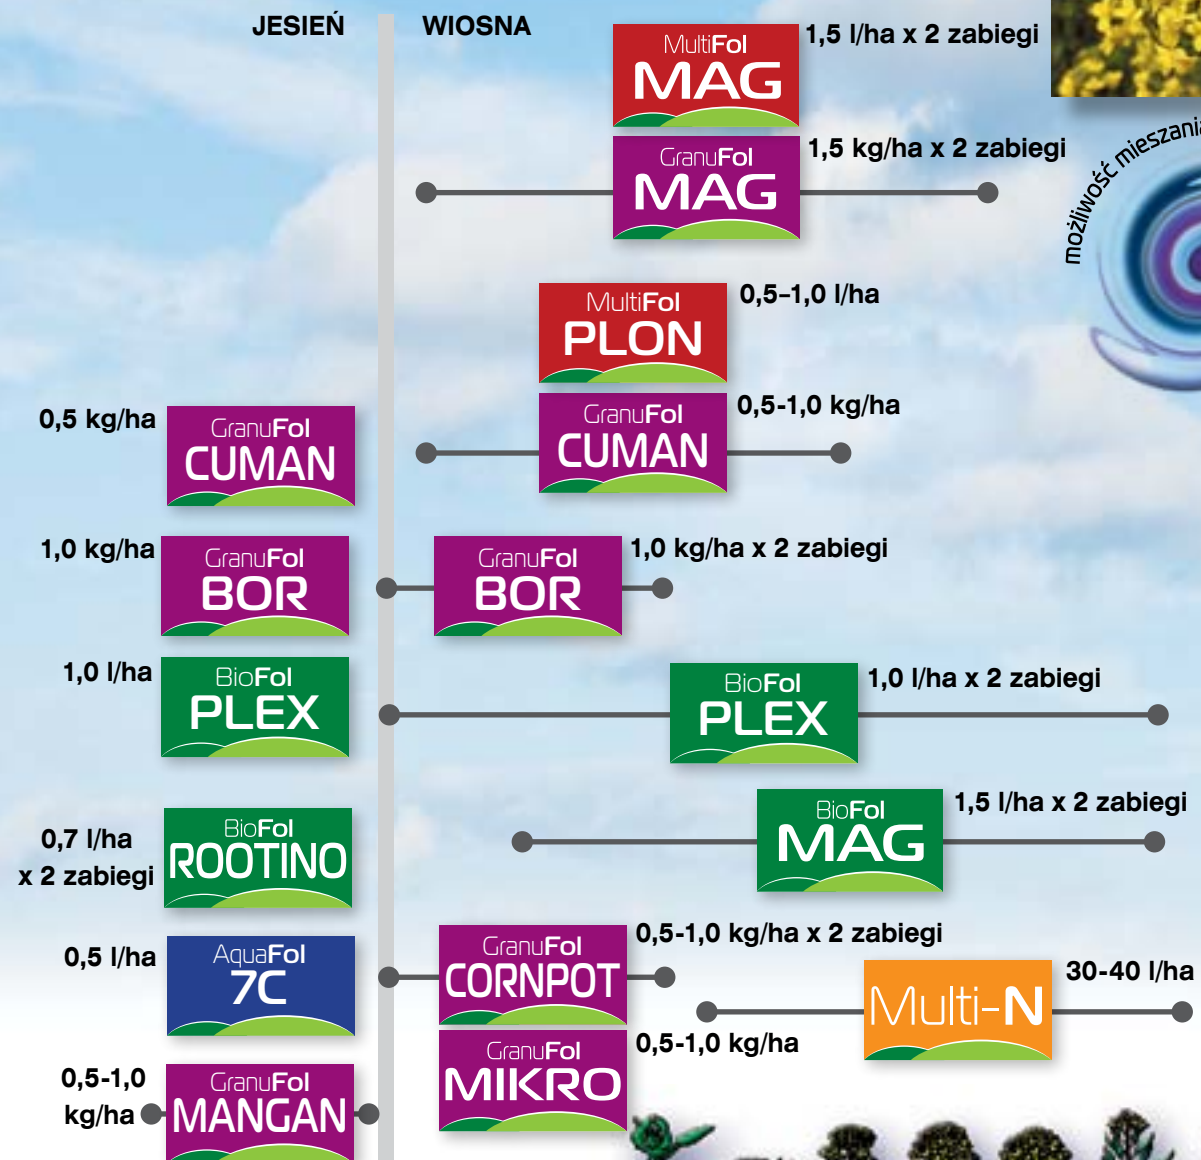 JESIEŃ
WIOSNA
MultiFol
MAG
1,5 l/ha x 2 zabiegi
GranuFol
MAG
1,5 kg/ha x 2 zabiegi
możliwość mieszania
MultiFol
PLON
0,5–1,0 l/ha
0,5 kg/ha
GranuFol
CUMAN
GranuFol
CUMAN
0,5-1,0 kg/ha
1,0 kg/ha
GranuFol
BOR
GranuFol
BOR
1,0 kg/ha x 2 zabiegi
1,0 l/ha
BioFol
PLEX
BioFol
PLEX
1,0 l/ha x 2 zabiegi
0,7 l/ha
x 2 zabiegi
BioFol
ROOTINO
BioFol
MAG
1,5 l/ha x 2 zabiegi
0,5 l/ha
AquaFol
7C
GranuFol
CORNPOT
0,5-1,0 kg/ha x 2 zabiegi
Multi-N
30-40 l/ha
GranuFol
MIKRO
0,5-1,0 kg/ha
0,5-1,0
kg/ha
GranuFol
MANGAN